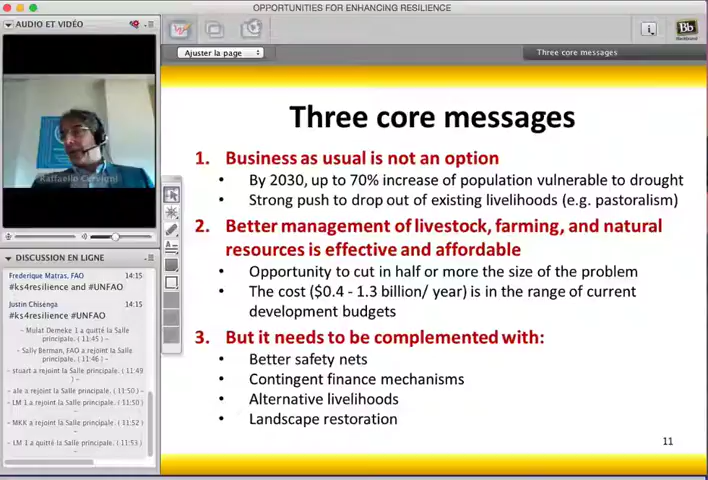 OPPORTUNITIES FOR ENHANCING RESILIENCE
AUDIO ET VIDÉO
Raffaello Cervigni
DISCUSSION EN LIGNE
Frederique Matras, FAO 14:15
#ks4resilience and #UNFAO
Justin Chisenga 14:15
#ks4resilience #UNFAO
- Mulat Demeke 1 a quitté la Salle
principale. ( 11:45 ) -
- Sally Berman, FAO a rejoint la Salle
principale. ( 11:46 ) -
- stuart a rejoint la Salle principale. ( 11:49
) -
- ale a rejoint la Salle principale. ( 11:50 ) -
- LM 1 a rejoint la Salle principale. ( 11:50
) -
- MKK a rejoint la Salle principale. ( 11:52
) -
- LM 1 a quitté la Salle principale. ( 11:53
) -
Ajuster la page
Three core messages
Bb
Three core messages
1. Business as usual is not an option
• By 2030, up to 70% increase of population vulnerable to drought
• Strong push to drop out of existing livelihoods (e.g. pastoralism)
2. Better management of livestock, farming, and natural
resources is effective and affordable
• Opportunity to cut in half or more the size of the problem
• The cost ($0.4 - 1.3 billion/ year) is in the range of current
development budgets
3. But it needs to be complemented with:
• Better safety nets
• Contingent finance mechanisms
• Alternative livelihoods
• Landscape restoration
11